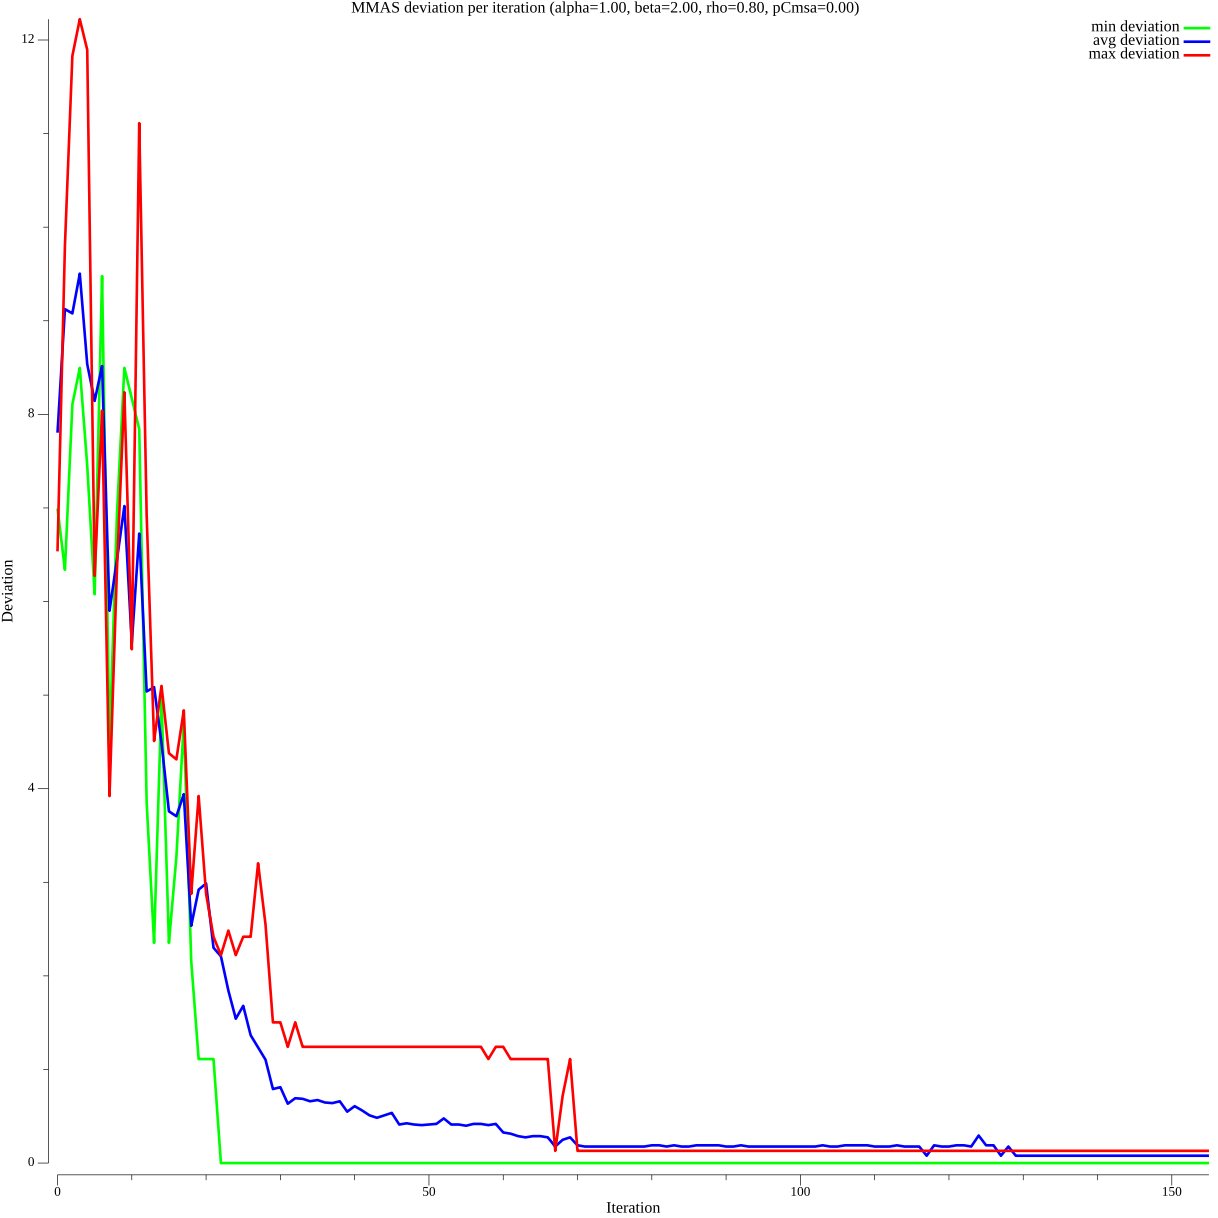 MMAS deviation per iteration (alpha=1.00, beta=2.00, rho=0.80, pCmsa=0.00)
min deviation
avg deviation
max deviation
12
8
4
0
Deviation
0 50 100 150
Iteration